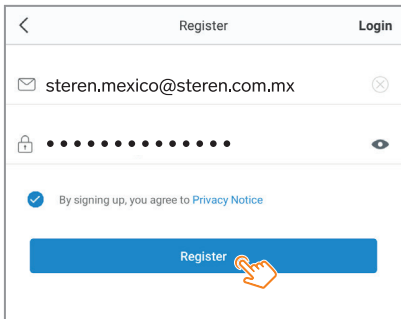 Register Login
steren.mexico@steren.com.mx
••••••••••••••
By signing up, you agree to Privacy Notice
Register